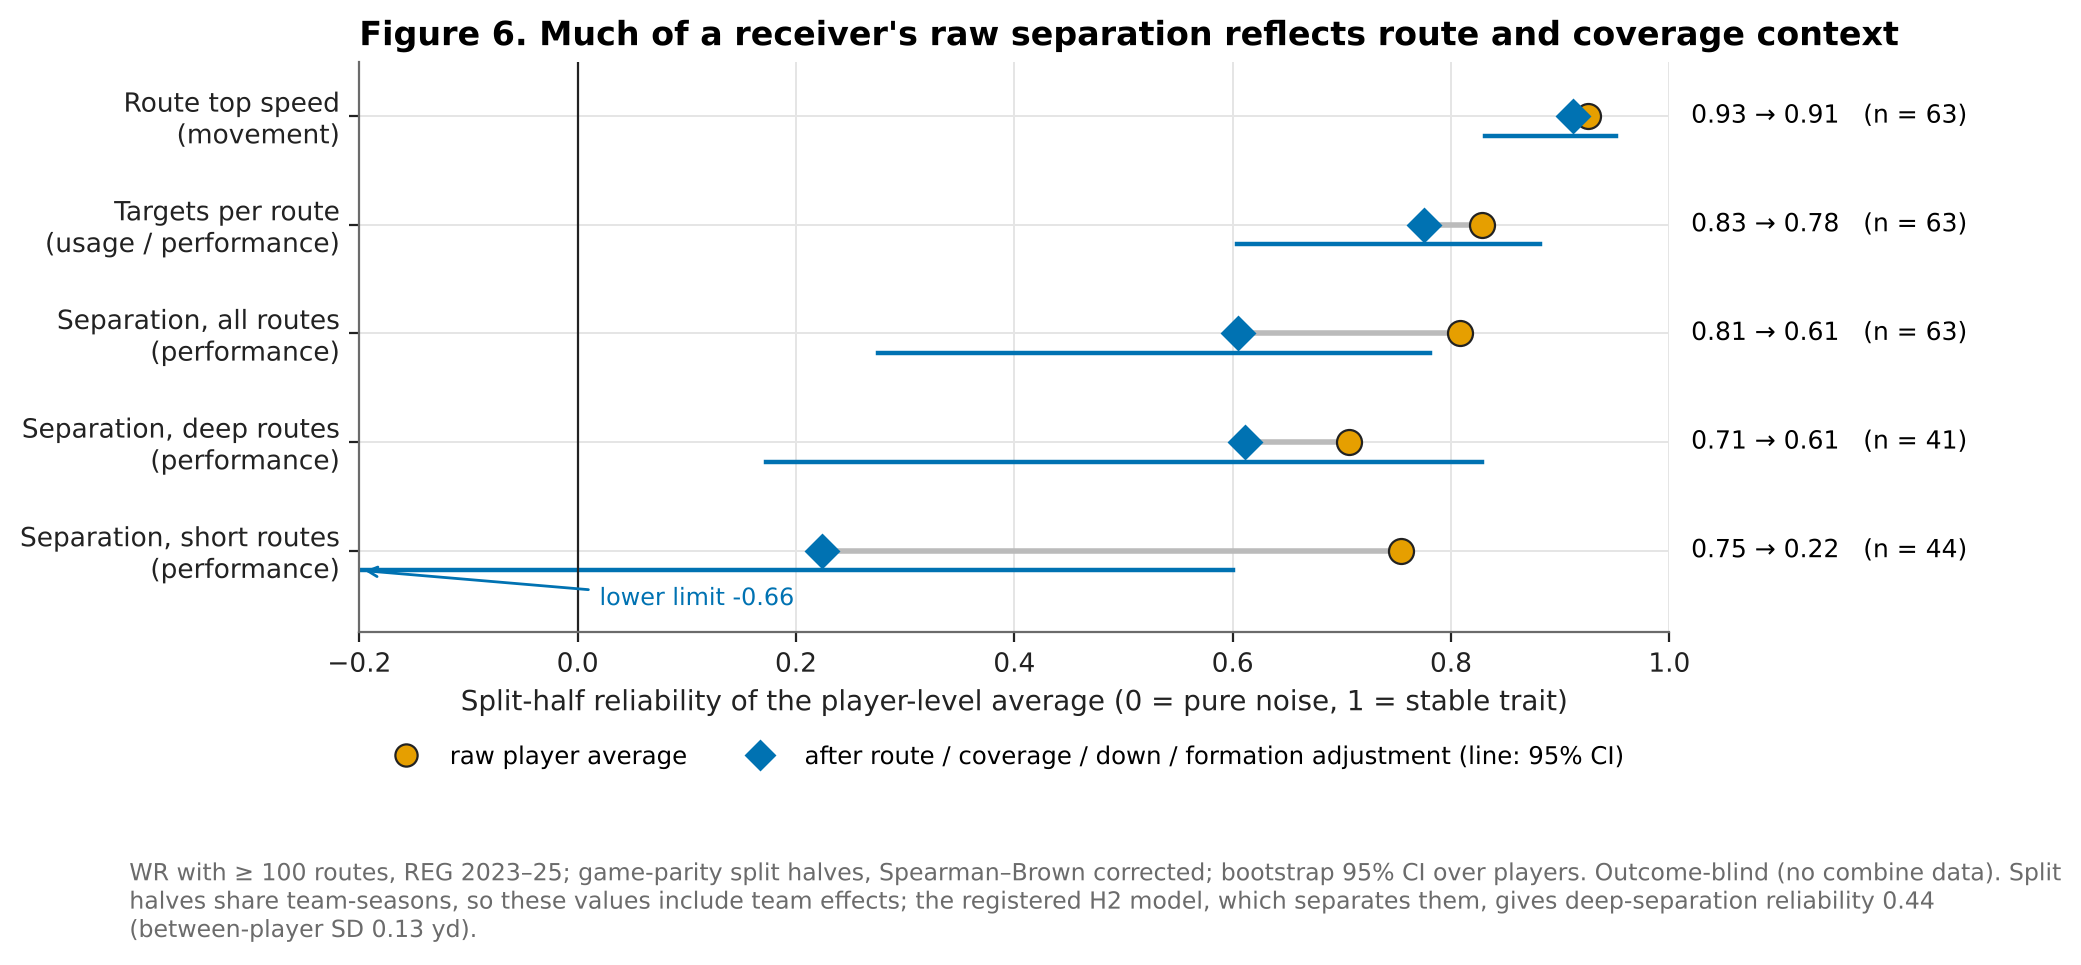 Figure 6. Much of a receiver's raw separation reflects route and coverage context
Route top speed
(movement)
0.93 → 0.91 (n = 63)
Targets per route
(usage / performance)
0.83 → 0.78 (n = 63)
Separation, all routes
(performance)
0.81 → 0.61 (n = 63)
Separation, deep routes
(performance)
0.71 → 0.61 (n = 41)
Separation, short routes
(performance)
0.75 → 0.22 (n = 44)
lower limit -0.66
−0.2 0.0 0.2 0.4 0.6 0.8 1.0
Split-half reliability of the player-level average (0 = pure noise, 1 = stable trait)
raw player average
after route / coverage / down / formation adjustment (line: 95% CI)
WR with ≥ 100 routes, REG 2023–25; game-parity split halves, Spearman–Brown corrected; bootstrap 95% CI over players. Outcome-blind (no combine data). Split
halves share team-seasons, so these values include team effects; the registered H2 model, which separates them, gives deep-separation reliability 0.44
(between-player SD 0.13 yd).